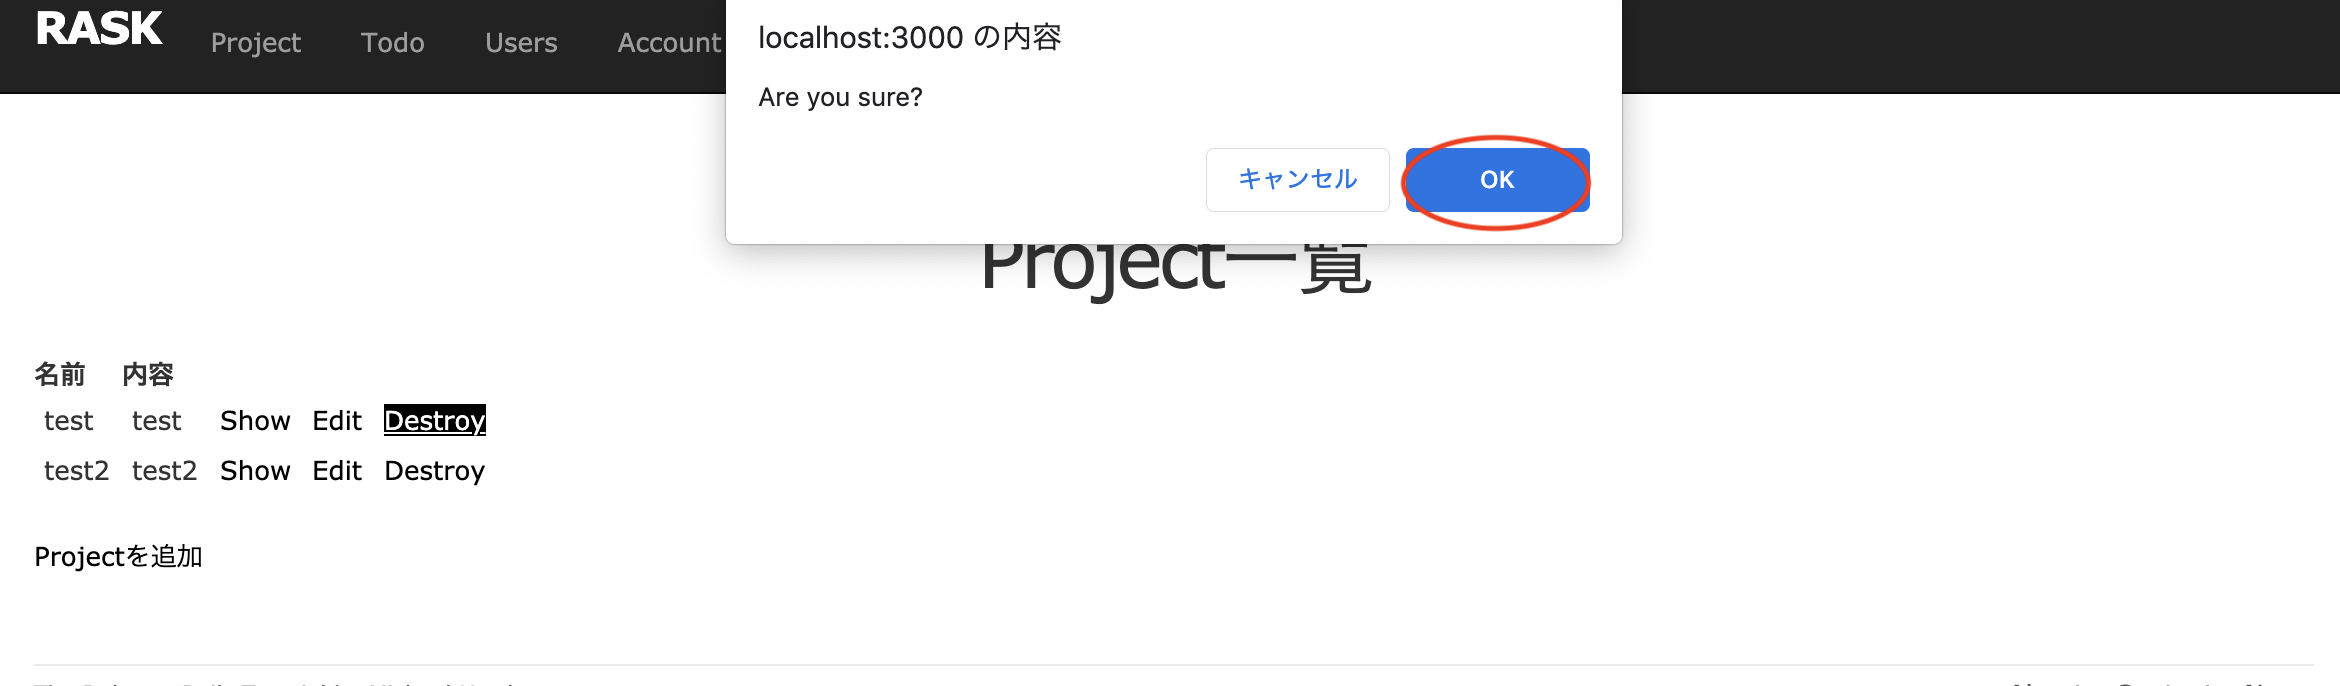 RASK Project Todo Users Account
localhost:3000 の内容
Are you sure?
キャンセル OK
Project一覧
名前 内容
test test Show Edit Destroy
test2 test2 Show Edit Destroy
Projectを追加